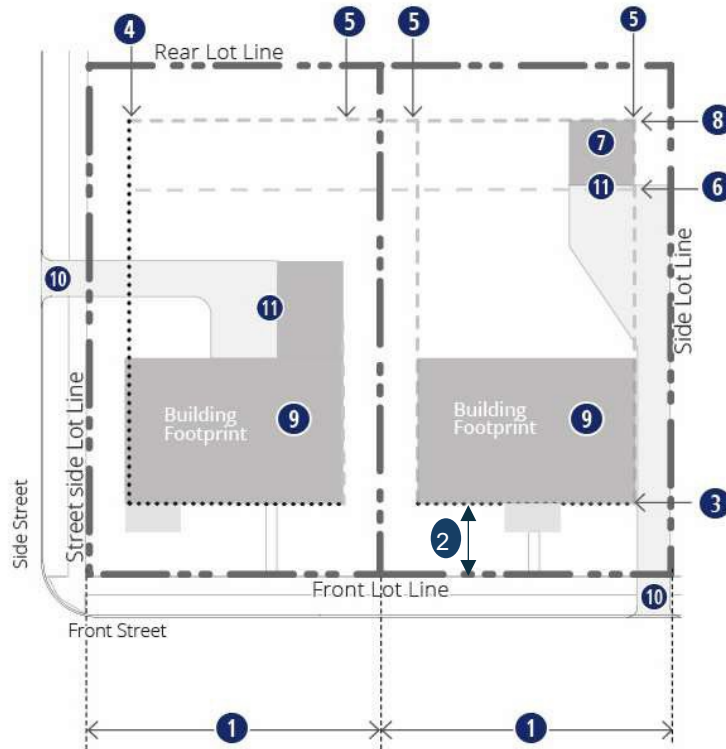 4 5 5 5
Rear Lot Line
8
7
11 6
10
11
Side Lot Line
Building
Footprint
9
Building
Footprint
9
Street side Lot Line
Side Street
3
2
Front Lot Line
10
Front Street
1 1